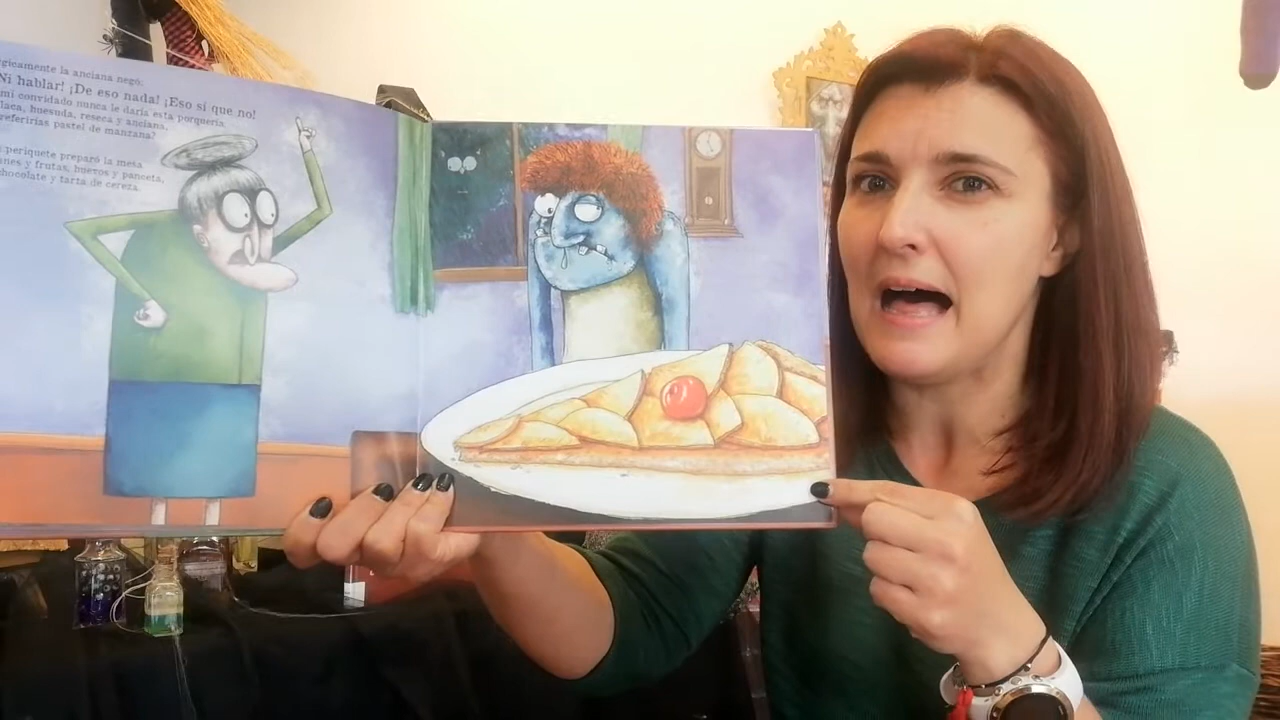 rgicamente la anciana negó:
¡Ni hablar! ¡De eso nada! ¡Eso sí que no!
mi convidado nunca le daría esta porquería,
laca, huesuda, reseca y anciana.
referirías pastel de manzana?
periquete preparó la mesa
anes y frutas, huevos y panceta,
chocolate y tarta de cereza.